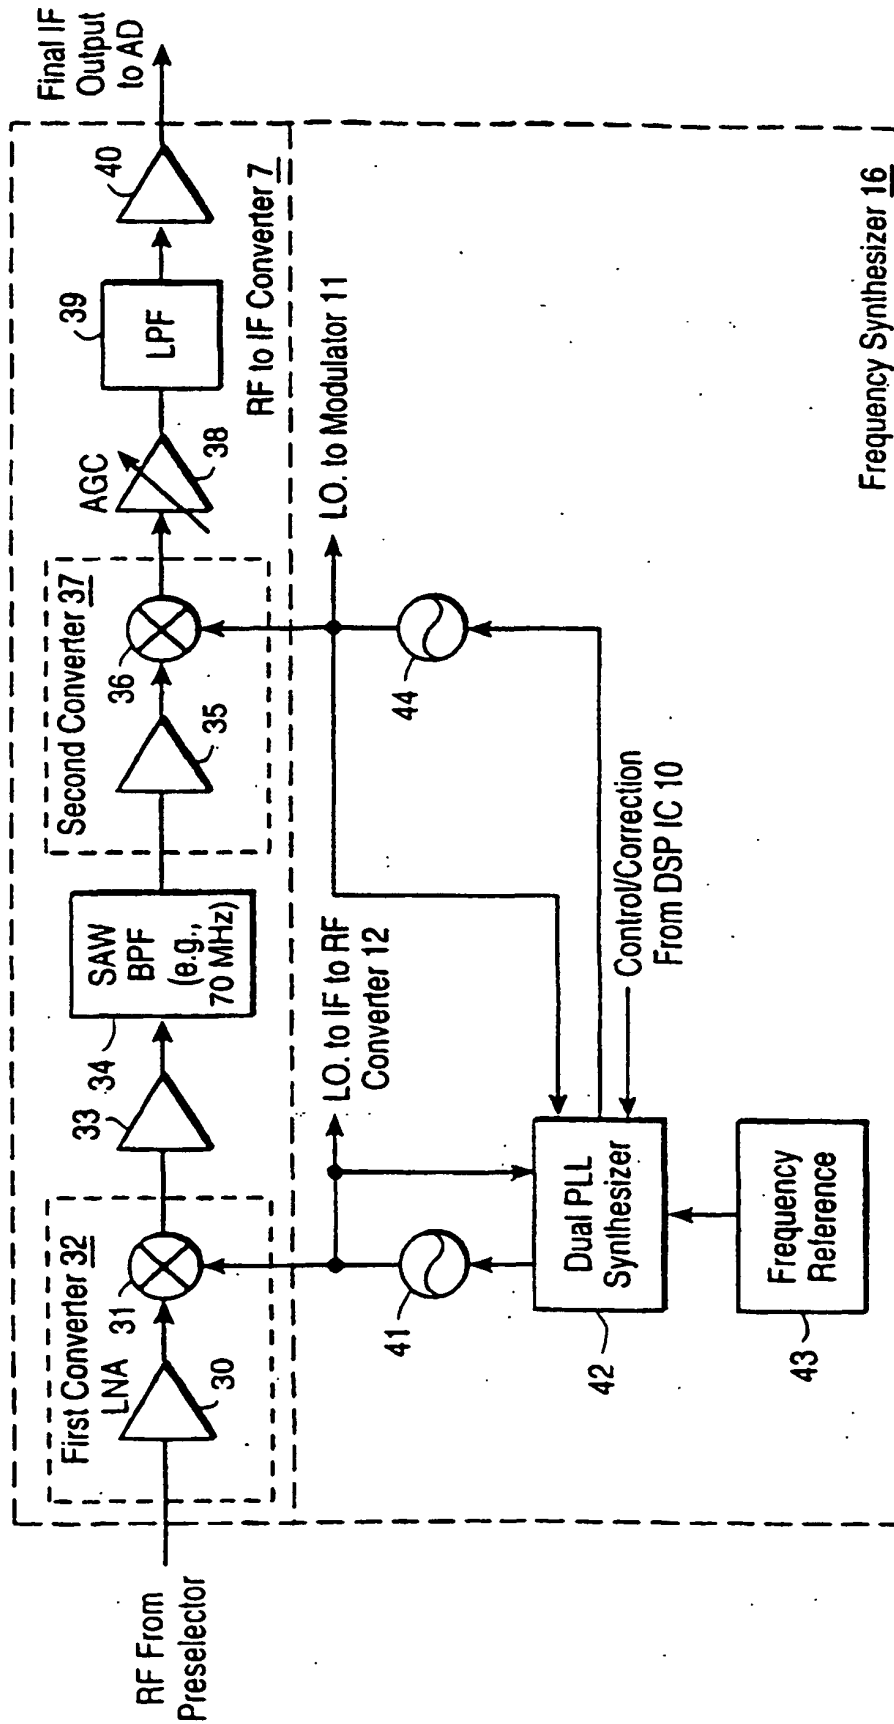 RF From
Preselector
First Converter 32
LNA
30
31
33
34
SAW
BPF
(e.g.,
70 MHz)
Second Converter 37
35
36
AGC
38
39
LPF
40
Final IF
Output
to AD
RF to IF Converter 7
L.O. to IF to RF
Converter 12
L.O. to Modulator 11
41
44
Dual PLL
Synthesizer
42
Control/Correction
From DSP IC 10
Frequency
Reference
43
Frequency Synthesizer 16